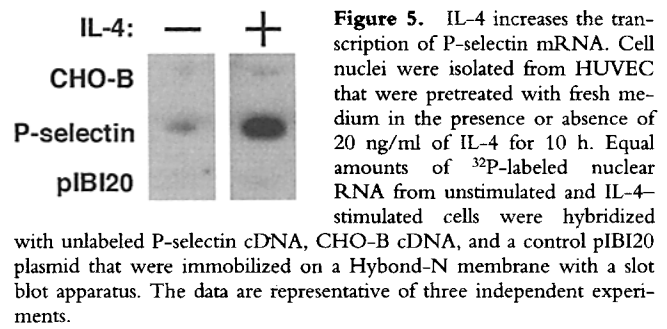 IL-4: — +
CHO-B
P-selectin
pIBI20
Figure 5. IL-4 increases the tran-
scription of P-selectin mRNA. Cell
nuclei were isolated from HUVEC
that were pretreated with fresh me-
dium in the presence or absence of
20 ng/ml of IL-4 for 10 h. Equal
amounts of ³²P-labeled nuclear
RNA from unstimulated and IL-4–
stimulated cells were hybridized
with unlabeled P-selectin cDNA, CHO-B cDNA, and a control pIBI20
plasmid that were immobilized on a Hybond-N membrane with a slot
blot apparatus. The data are representative of three independent experi-
ments.